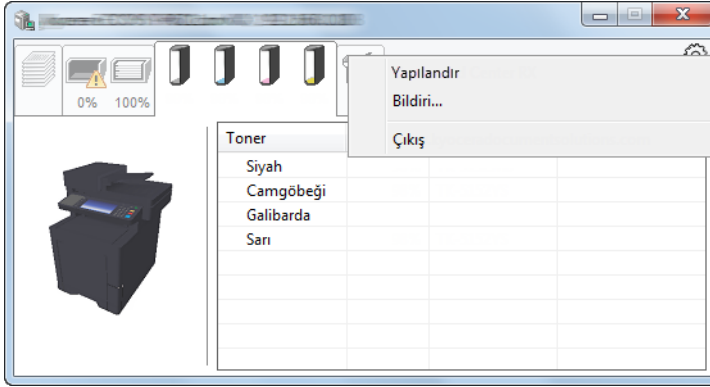 0% 100%
Yapılandır
Bildiri...
Çıkış
Toner
Siyah
Camgöbeği
Galibarda
Sarı